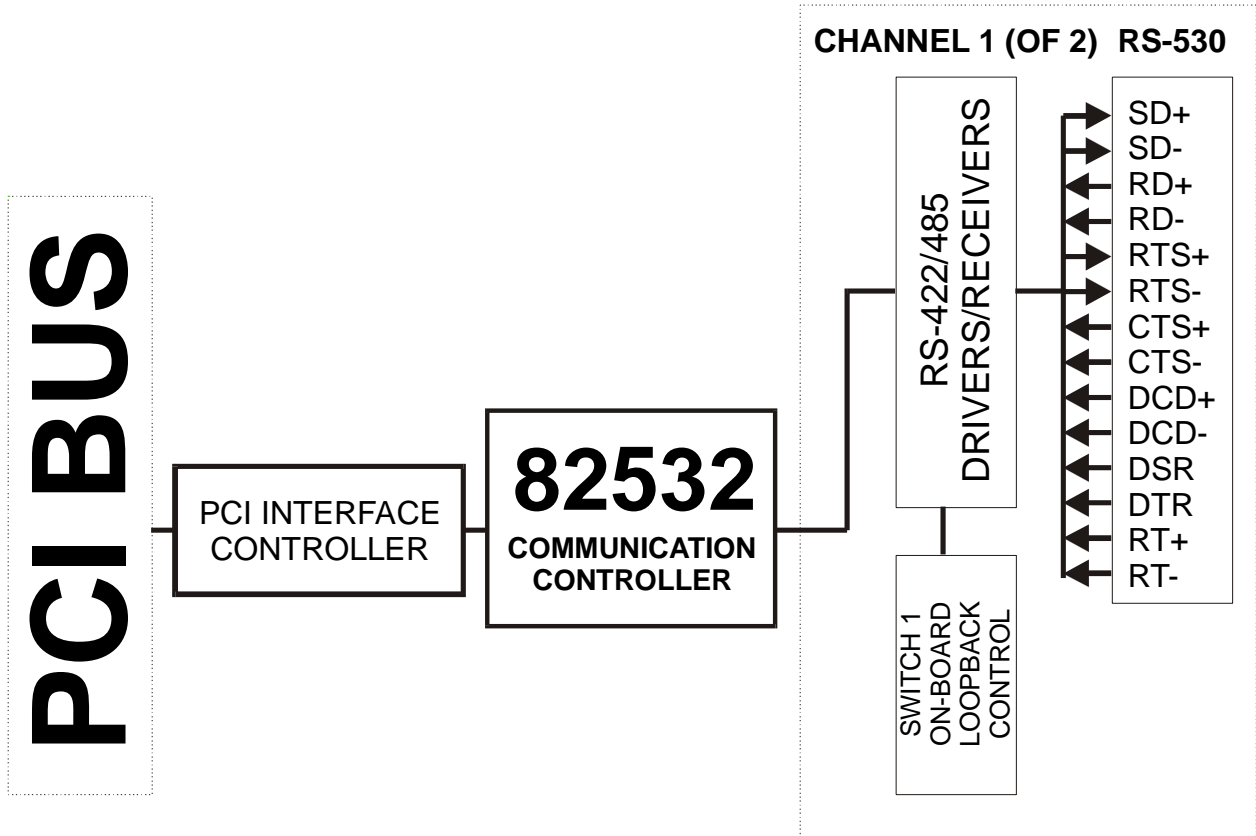 PCI BUS
PCI INTERFACE
CONTROLLER
82532
COMMUNICATION
CONTROLLER
CHANNEL 1 (OF 2) RS-530
RS-422/485
DRIVERS/RECEIVERS
SWITCH 1
ON-BOARD
LOOPBACK
CONTROL
SD+
SD-
RD+
RD-
RTS+
RTS-
CTS+
CTS-
DCD+
DCD-
DSR
DTR
RT+
RT-